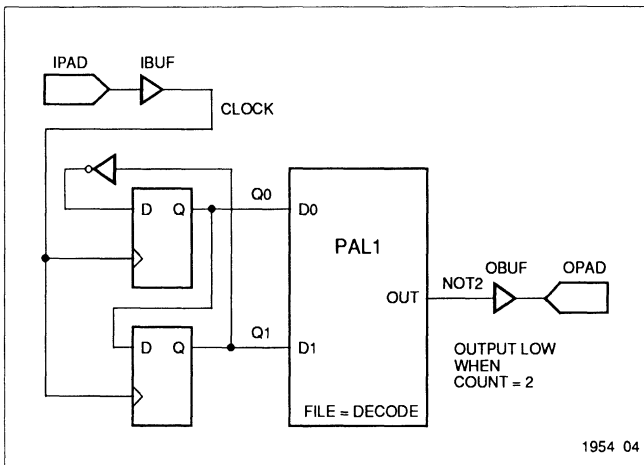 IPAD IBUF
CLOCK
D Q
Q0
D0
PAL1
OUT
NOT2
OBUF OPAD
D Q
Q1
D1
OUTPUT LOW
WHEN
COUNT = 2
FILE = DECODE
1954 04